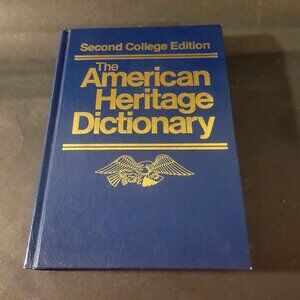 Second College Edition
The
American
Heritage
Dictionary